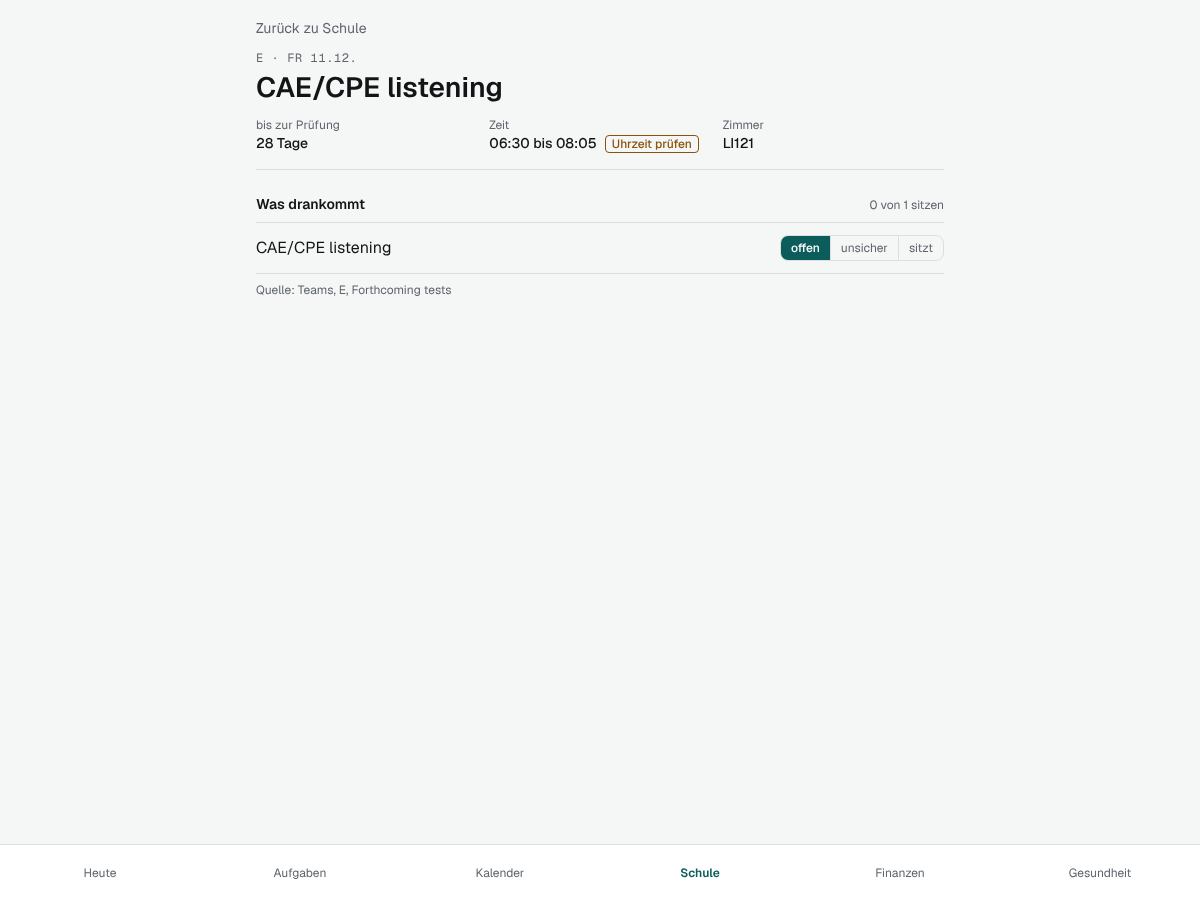 Zurück zu Schule
E · FR 11.12.
CAE/CPE listening
bis zur Prüfung Zeit Zimmer
28 Tage 06:30 bis 08:05 Uhrzeit prüfen LI121
Was drankommt 0 von 1 sitzen
CAE/CPE listening offen unsicher sitzt
Quelle: Teams, E, Forthcoming tests
Heute Aufgaben Kalender Schule Finanzen Gesundheit